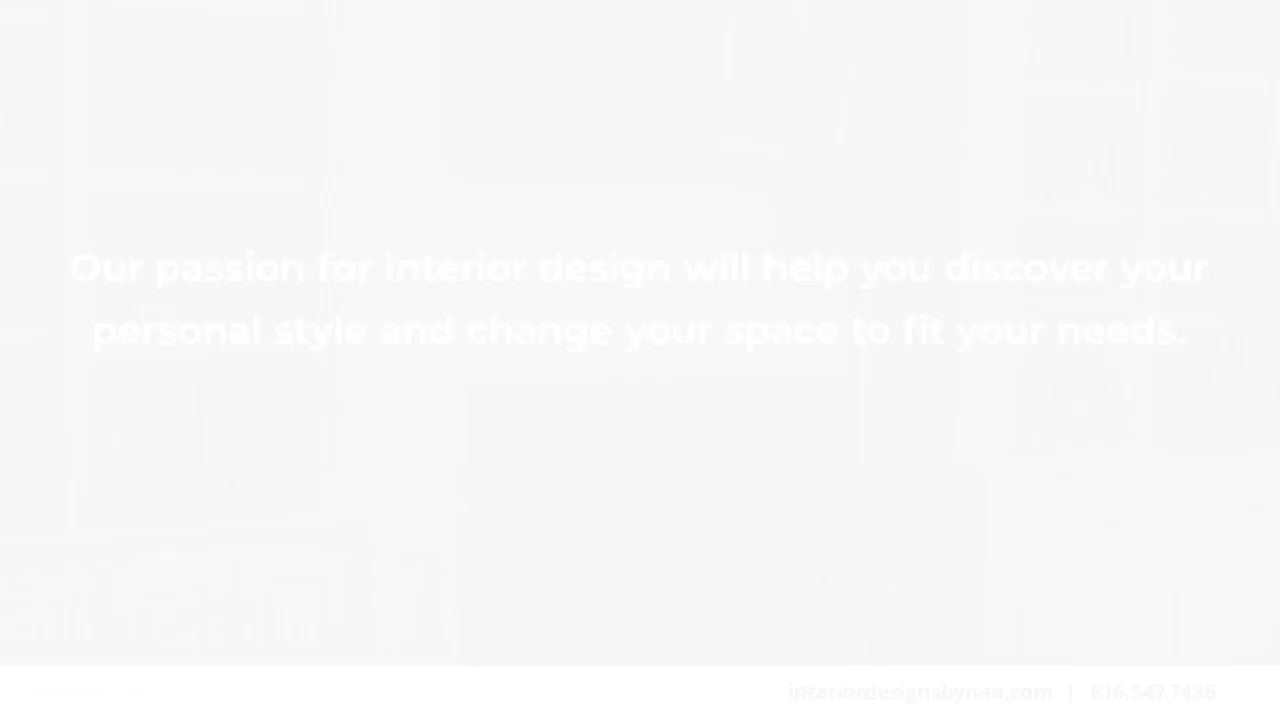 Our passion for interior design will help you discover your
personal style and change your space to fit your needs.
interiordesignsbynan.com | 816.547.7436